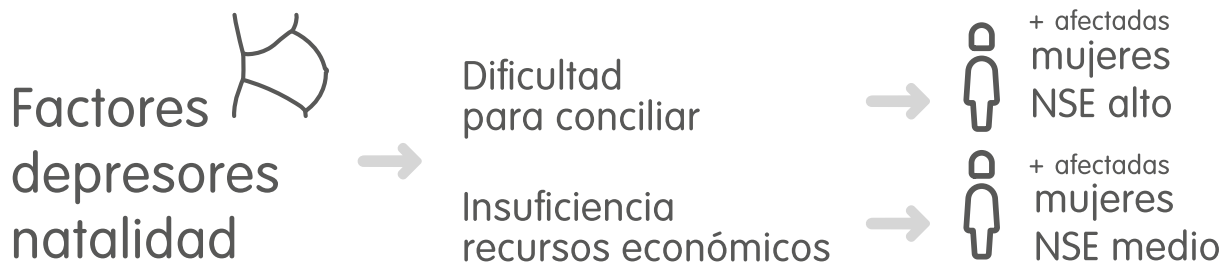 Factores
depresores
natalidad
Dificultad
para conciliar
+ afectadas
mujeres
NSE alto
Insuficiencia
recursos económicos
+ afectadas
mujeres
NSE medio